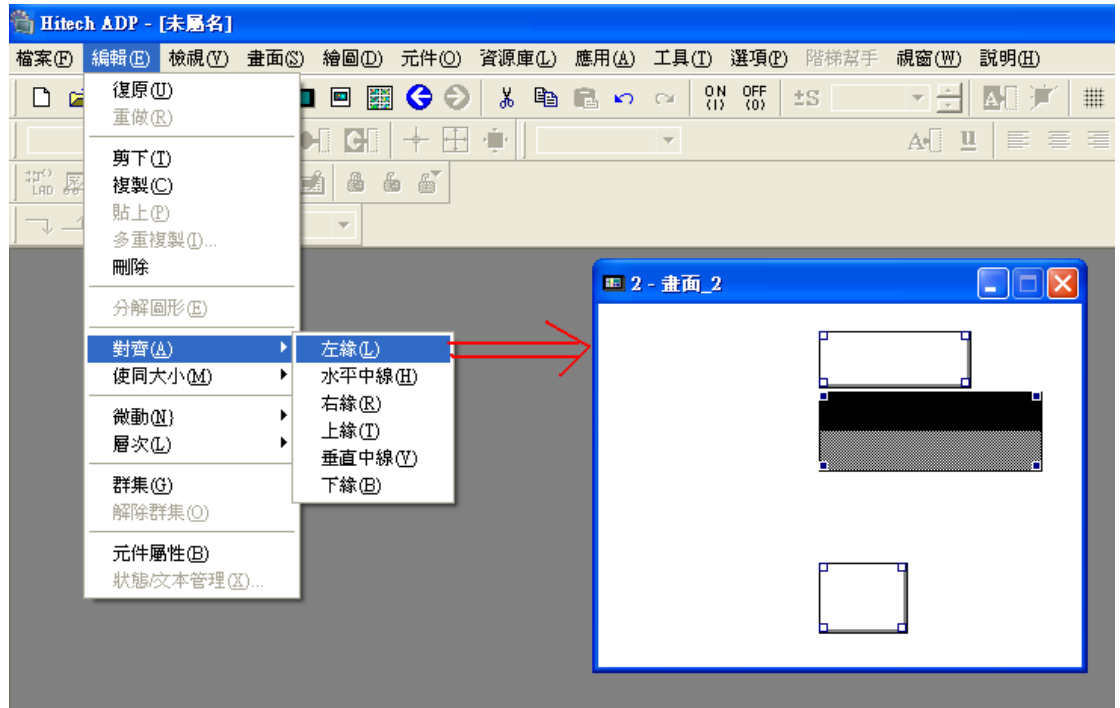 Hitech ADP - [未屬名]
檔案(F) 編輯(E) 檢視(V) 畫面(S) 繪圖(D) 元件(O) 資源庫(L) 應用(A) 工具(T) 選項(P) 階梯幫手 視窗(W) 說明(H)
ON (1) OFF (0) ±S A
C A u
LAD
復原(U)
重做(R)
剪下(T)
複製(C)
貼上(P)
多重複製(I)...
刪除
分解圖形(E)
對齊(A)
使同大小(M)
微動(N}
層次(L)
群集(G)
解除群集(O)
元件屬性(B)
狀態/文本管理(X)...
左緣(L)
水平中線(H)
右緣(R)
上緣(T)
垂直中線(V)
下緣(B)
2 - 畫面_2